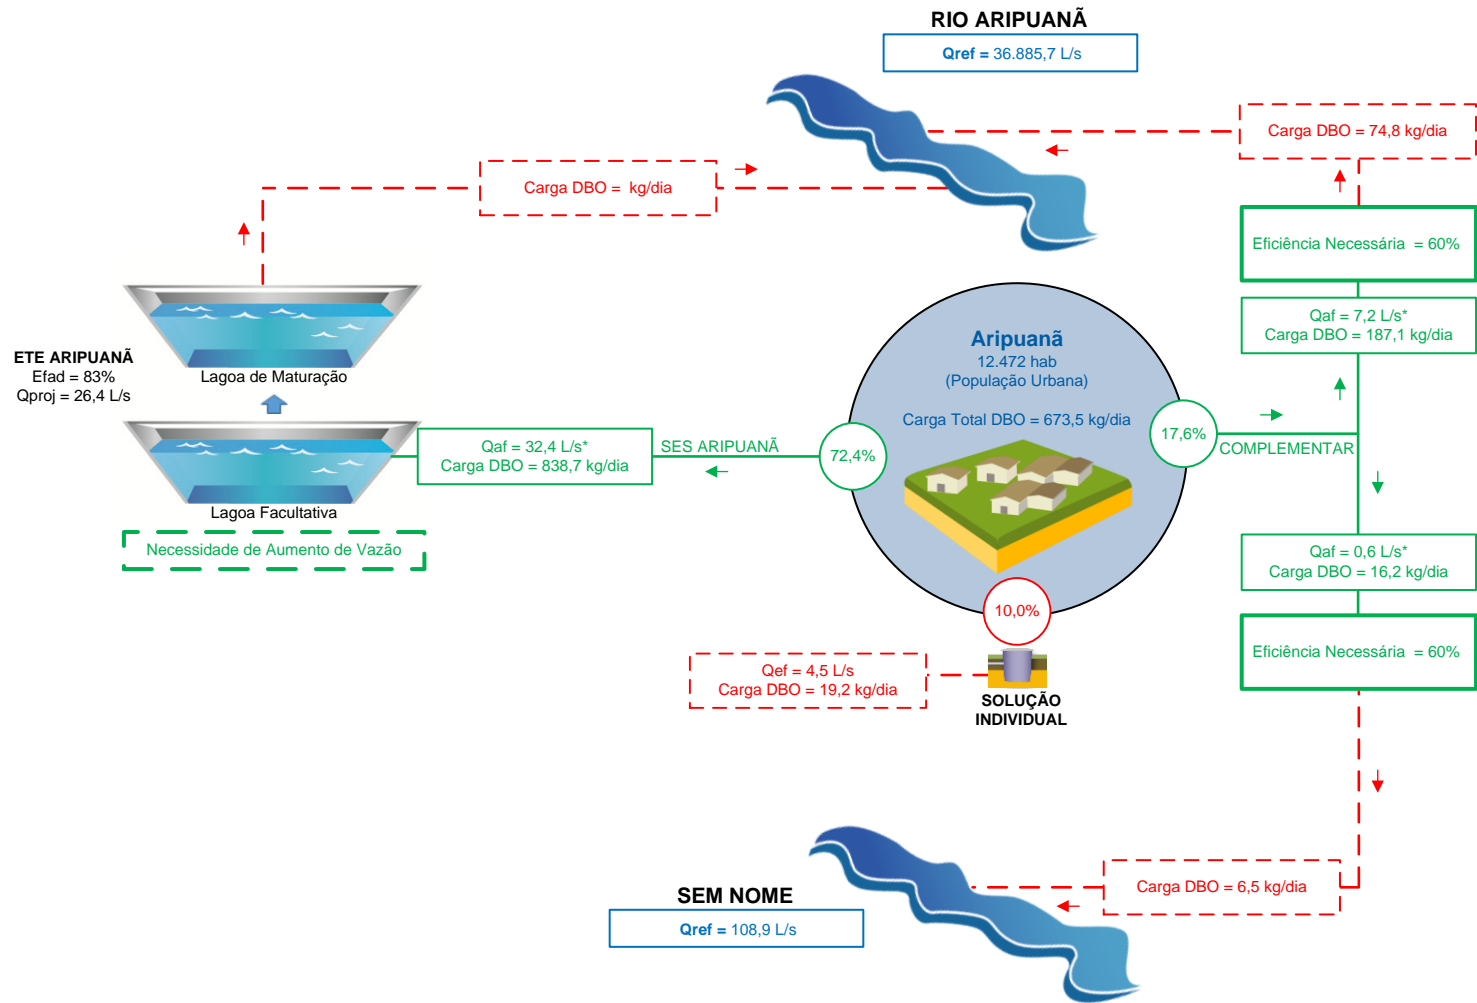 RIO ARIPUANÃ
Qref = 36.885,7 L/s
Carga DBO = 74,8 kg/dia
Carga DBO =  kg/dia
Eficiência Necessária = 60%
Qaf = 7,2 L/s*
Carga DBO = 187,1 kg/dia
ETE ARIPUANÃ
Efad = 83%
Qproj = 26,4 L/s
Lagoa de Maturação
Aripuanã
12.472 hab
(População Urbana)
Carga Total DBO = 673,5 kg/dia
Qaf = 32,4 L/s*
Carga DBO = 838,7 kg/dia
SES ARIPUANÃ
72,4%
17,6%
COMPLEMENTAR
Lagoa Facultativa
Necessidade de Aumento de Vazão
Qaf = 0,6 L/s*
Carga DBO = 16,2 kg/dia
10,0%
Eficiência Necessária = 60%
Qef = 4,5 L/s
Carga DBO = 19,2 kg/dia
SOLUÇÃO
INDIVIDUAL
Carga DBO = 6,5 kg/dia
SEM NOME
Qref = 108,9 L/s